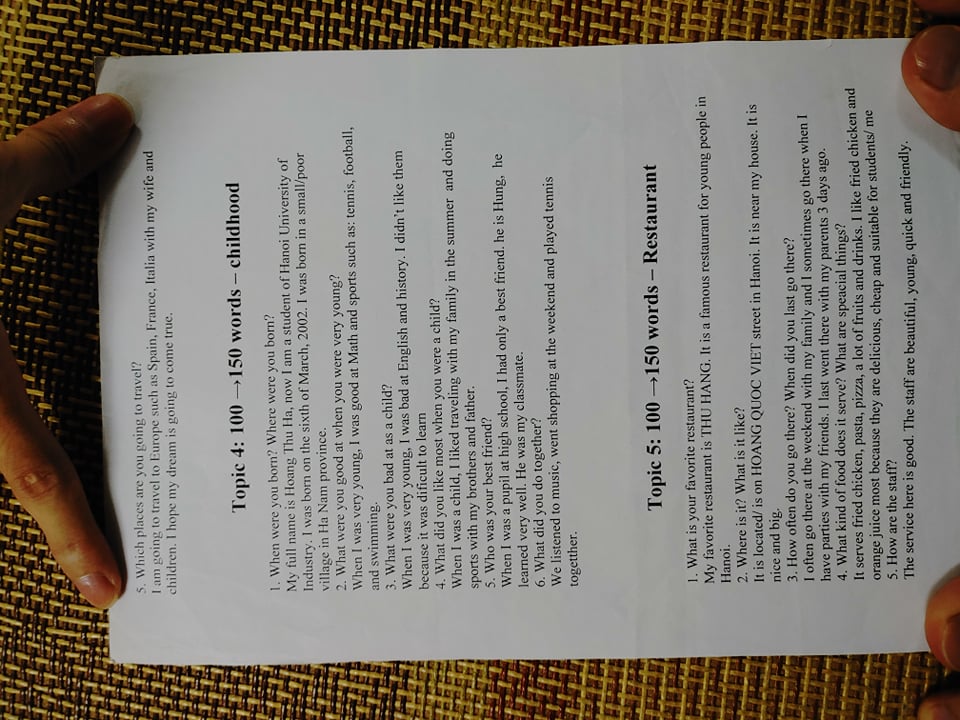 5. Which places are you going to travel?
I am going to travel to Europe such as Spain, France, Italia with my wife and
children. I hope my dream is going to come true.
Topic 4: 100 →150 words – childhood
1. When were you born? Where were you born?
My full name is Hoang Thu Ha, now I am a student of Hanoi University of
Industry. I was born on the sixth of March, 2002. I was born in a small/poor
village in Ha Nam province.
2. What were you good at when you were very young?
When I was very young, I was good at Math and sports such as: tennis, football,
and swimming.
3. What were you bad at as a child?
When I was very young, I was bad at English and history. I didn't like them
because it was dificult to learn
4. What did you like most when you were a child?
When I was a child, I liked traveling with my family in the summer and doing
sports with my brothers and father.
5. Who was your best friend?
When I was a pupil at high school, I had only a best friend. he is Hung, he
learned very well. He was my classmate.
6. What did you do together?
We listened to music, went shopping at the weekend and played tennis
togetther.
Topic 5: 100 →150 words – Restaurant
1. What is your favorite restaurant?
My favorite restaurant is THU HANG. It is a famous restaurant for young people in
Hanoi.
2. Where is it? What is it like?
It is located/ is on HOANG QUOC VIET street in Hanoi. It is near my house. It is
nice and big.
3. How often do you go there? When did you last go there?
I often go there at the weekend with my family and I sometimes go there when I
have parties with my friends. I last went there with my parents 3 days ago.
4. What kind of food does it serve? What are speacial things?
It serves fried chicken, pasta, pizza, a lot of fruits and drinks. I like fried chicken and
orange juice most because they are delicious, cheap and suitable for students/ me
5. How are the staff?
The service here is good. The staff are beautiful, young, quick and friendly.